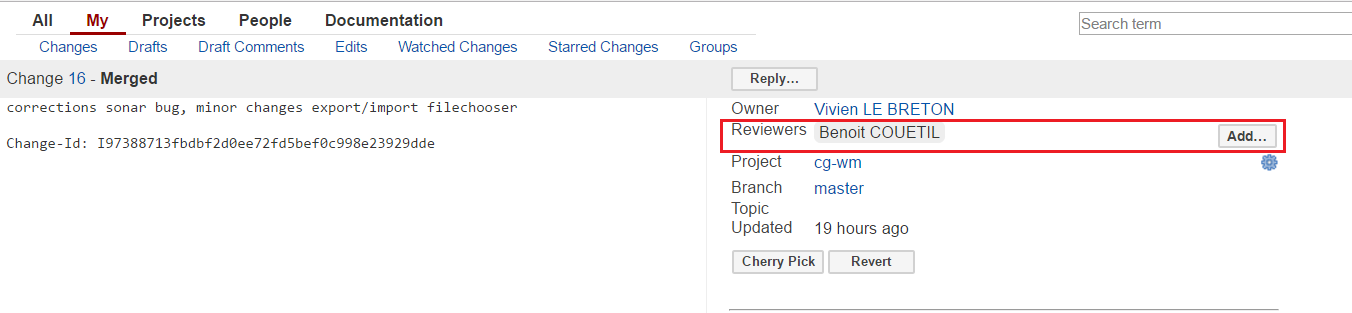 All My Projects People Documentation
Search term
Changes Drafts Draft Comments Edits Watched Changes Starred Changes Groups
Change 16 - Merged
Reply…
corrections sonar bug, minor changes export/import filechooser
Change-Id: I97388713fbdbf2d0ee72fd5bef0c998e23929dde
Owner Vivien LE BRETON
Reviewers Benoit COUETIL Add…
Project cg-wm
Branch master
Topic
Updated 19 hours ago
Cherry Pick Revert